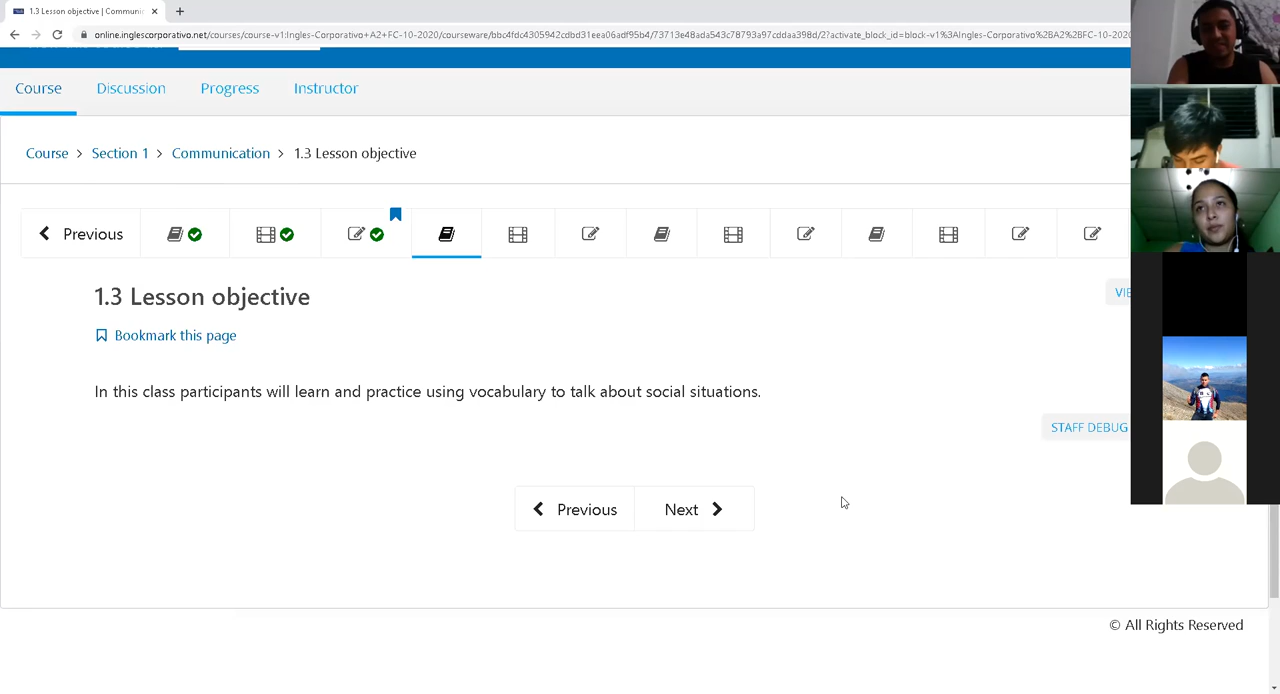 1.3 Lesson objective | Communic
online.inglescorporativo.net/courses/course-v1:Ingles-Corporativo+A2+FC-10-2020/courseware/bbc4fdc4305942cdbd31eea06adf95b4/73713e48ada543c78793a97cddaa398d/2?activate_block_id=block-v1%3AIngles-Corporativo%2BA2%2BFC-10-2020
Course Discussion Progress Instructor
Course > Section 1 > Communication > 1.3 Lesson objective
Previous
1.3 Lesson objective
VIE
Bookmark this page
In this class participants will learn and practice using vocabulary to talk about social situations.
STAFF DEBUG
Previous Next
© All Rights Reserved